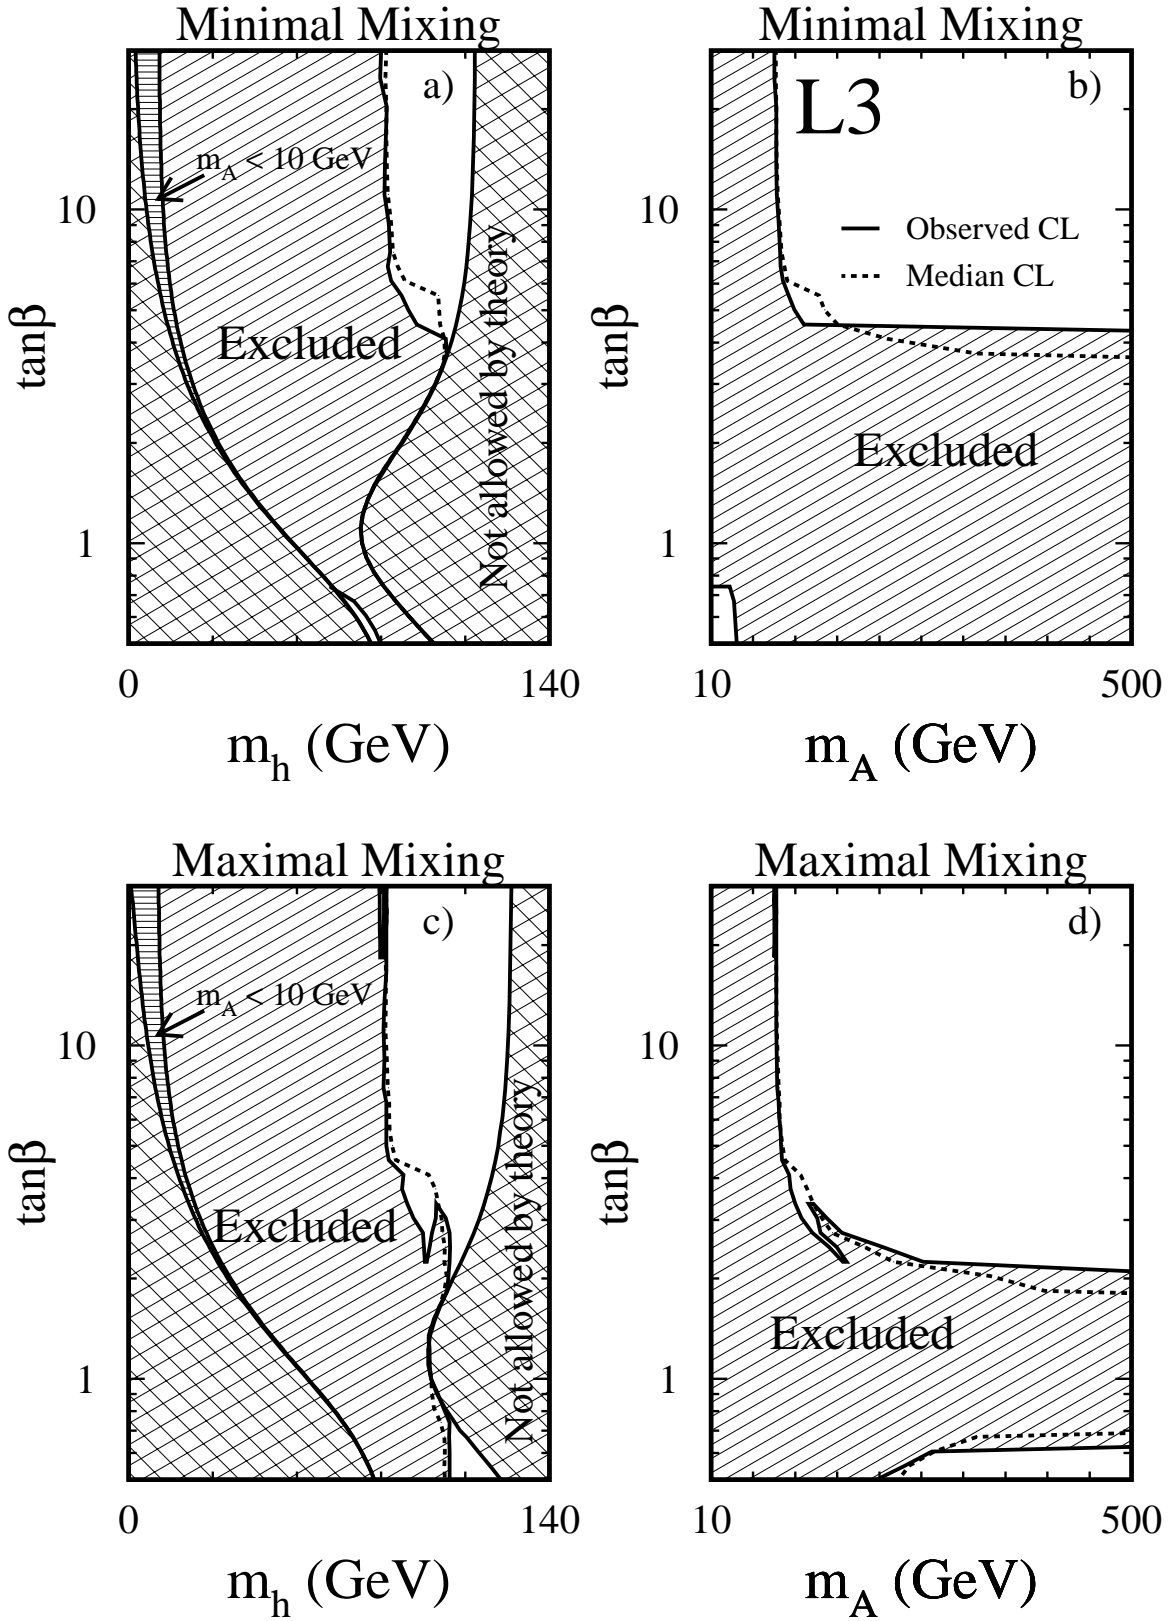 Minimal Mixing
a)
m_A < 10 GeV
10
Excluded
Not allowed by theory
tanβ
1
0
140
m_h (GeV)
Minimal Mixing
b)
L3
10
Observed CL
Median CL
tanβ
Excluded
1
10
500
m_A (GeV)
Maximal Mixing
c)
m_A < 10 GeV
10
Excluded
Not allowed by theory
tanβ
1
0
140
m_h (GeV)
Maximal Mixing
d)
10
tanβ
Excluded
1
10
500
m_A (GeV)